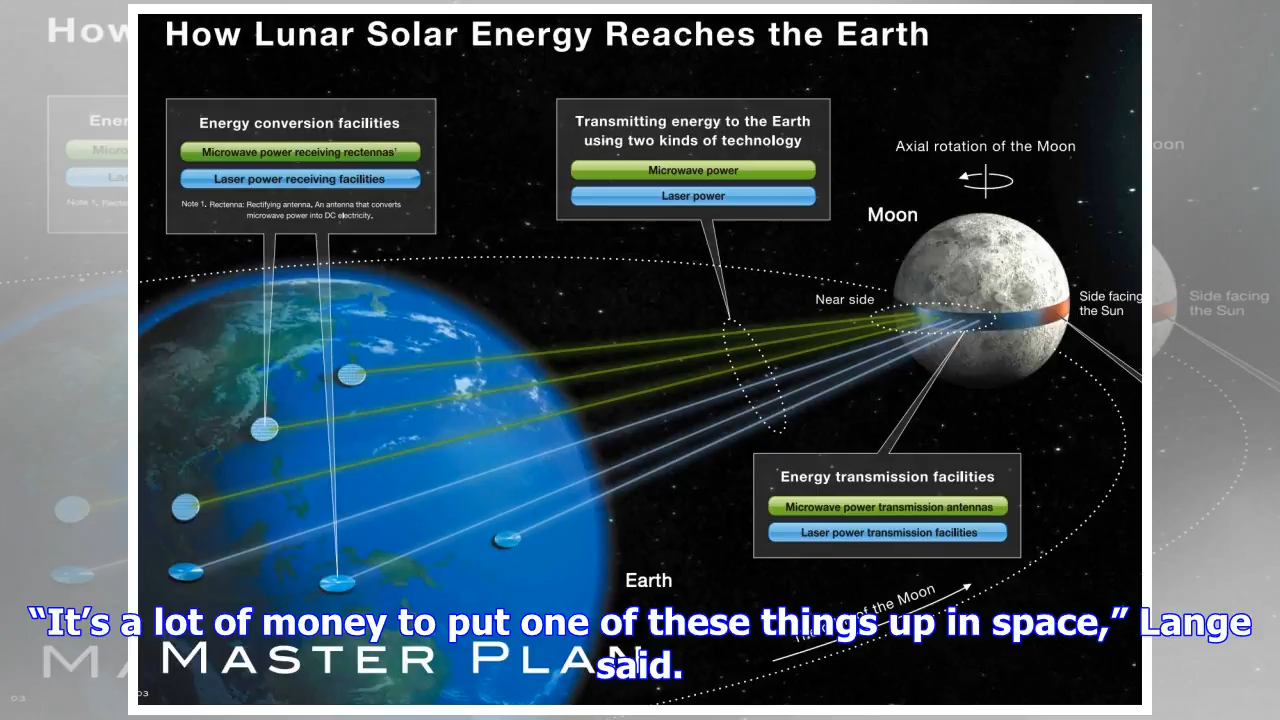 How Lunar Solar Energy Reaches the Earth
Energy conversion facilities
Microwave power receiving rectennas¹
Laser power receiving facilities
Note 1. Rectenna: Rectifying antenna, An antenna that converts
microwave power into DC electricity.
Transmitting energy to the Earth
using two kinds of technology
Microwave power
Laser power
Axial rotation of the Moon
Moon
Near side
Side facing
the Sun
Energy transmission facilities
Microwave power transmission antennas
Laser power transmission facilities
Earth
of the Moon
“It’s a lot of money to put one of these things up in space,” Lange
said.
MASTER PLAN
03